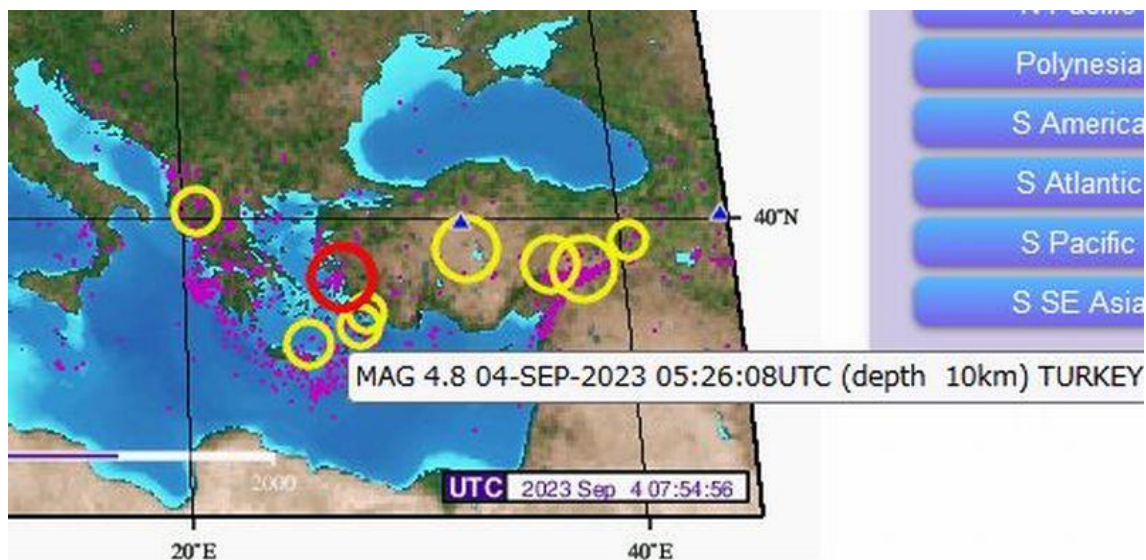 N Pacific
Polynesia
S America
S Atlantic
S Pacific
S SE Asia
40°N
MAG 4.8 04-SEP-2023 05:26:08UTC (depth 10km) TURKEY
2000
UTC 2023 Sep 4 07:54:56
20°E
40°E